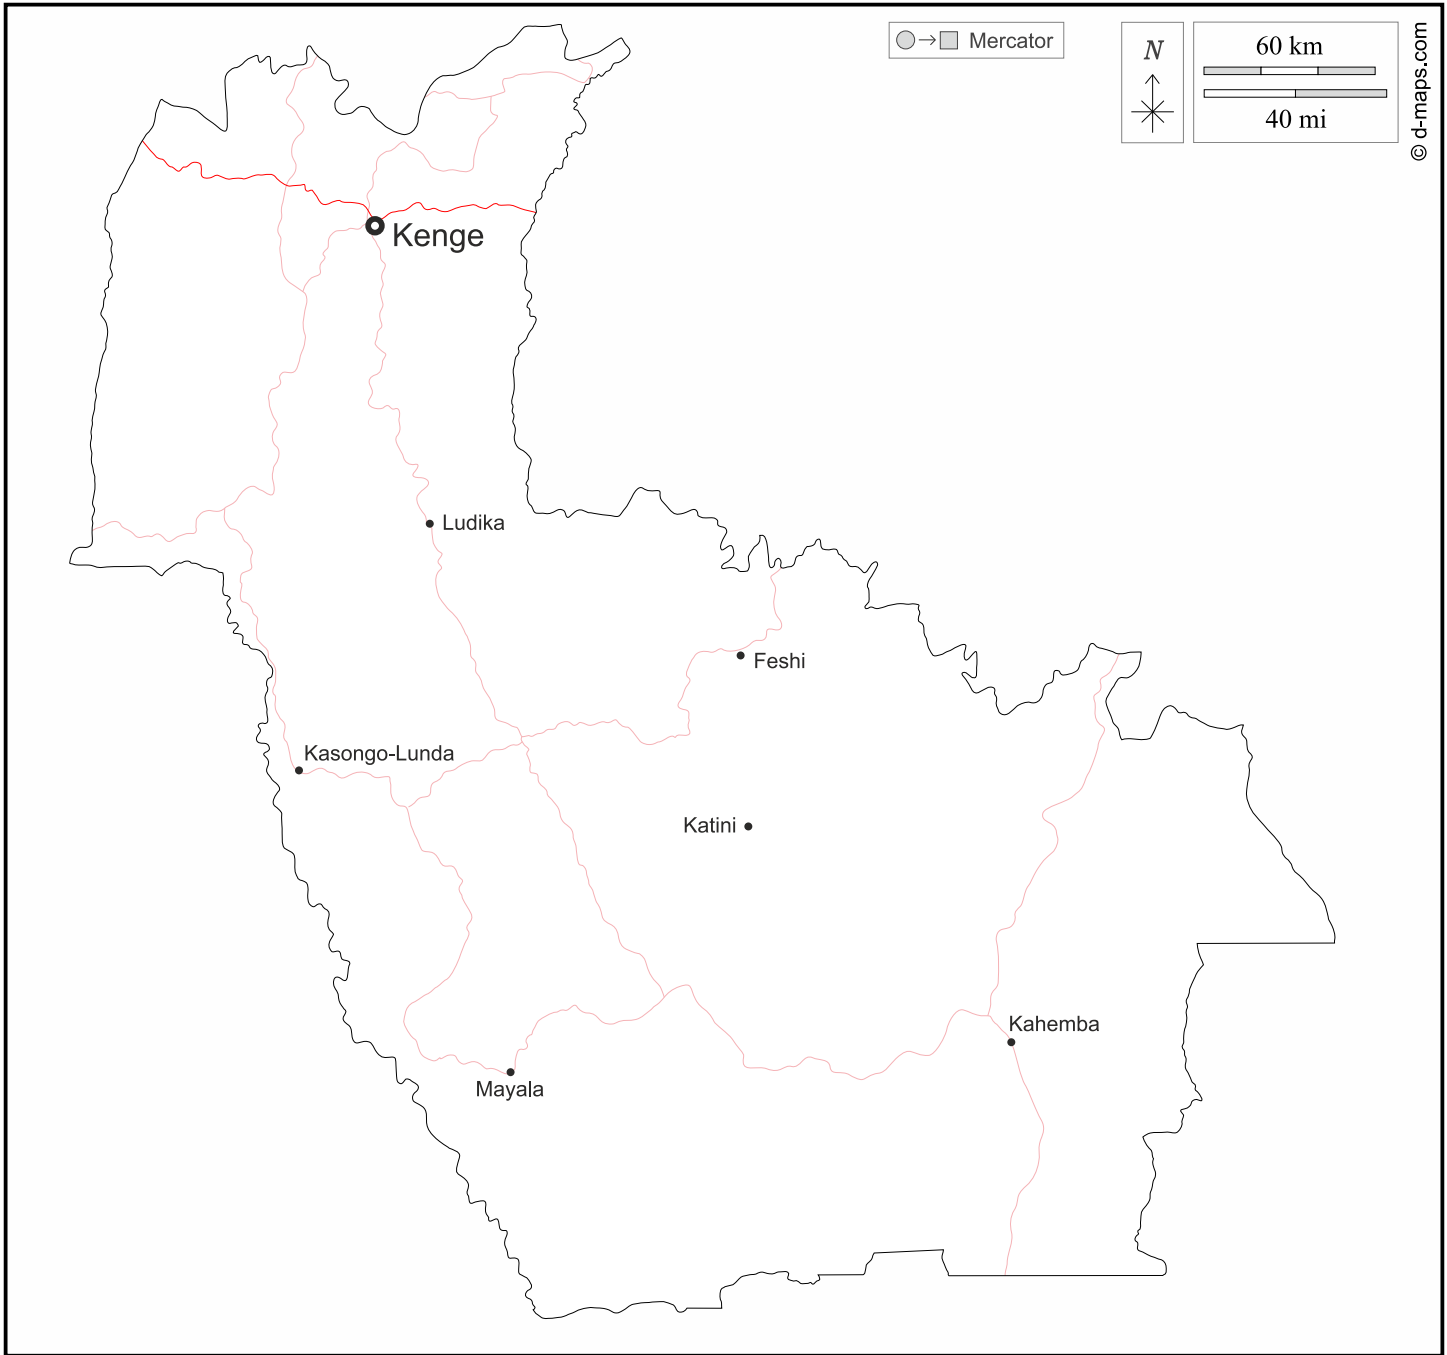 Mercator
N
60 km
40 mi
© d-maps.com
Kenge
Ludika
Feshi
Kasongo-Lunda
Katini
Kahemba
Mayala